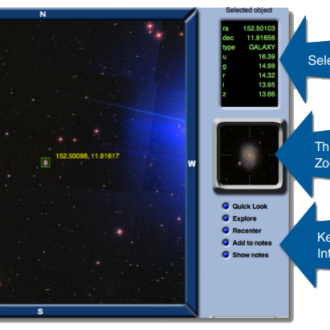 N
Selected object
ra 152.50103
dec 11.91656
type GALAXY
u 16.39
g 14.99
r 14.32
i 13.95
z 13.66
Sele
152.50098, 11.91617
W
Th
Zo
Quick Look
Explore
Recenter
Add to notes
Show notes
Ke
Int
S